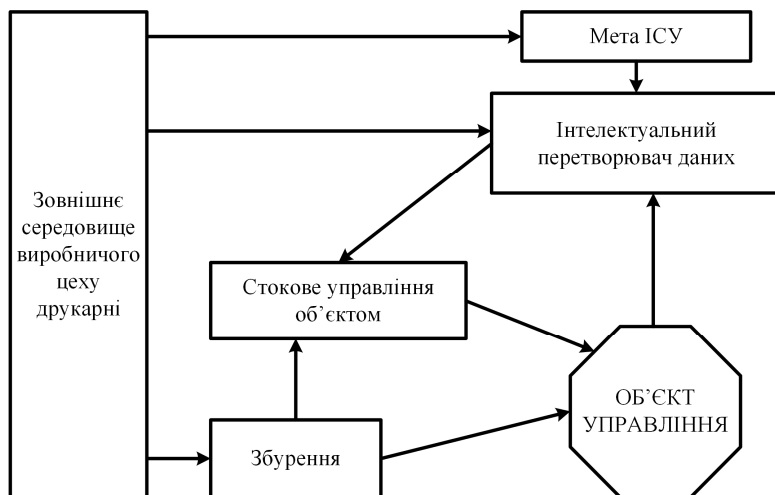 Мета ІСУ
Інтелектуальний
перетворювач даних
Зовнішнє
середовище
виробничого
цеху
друкарні
Стокове управління
об’єктом
ОБ’ЄКТ
УПРАВЛІННЯ
Збурення